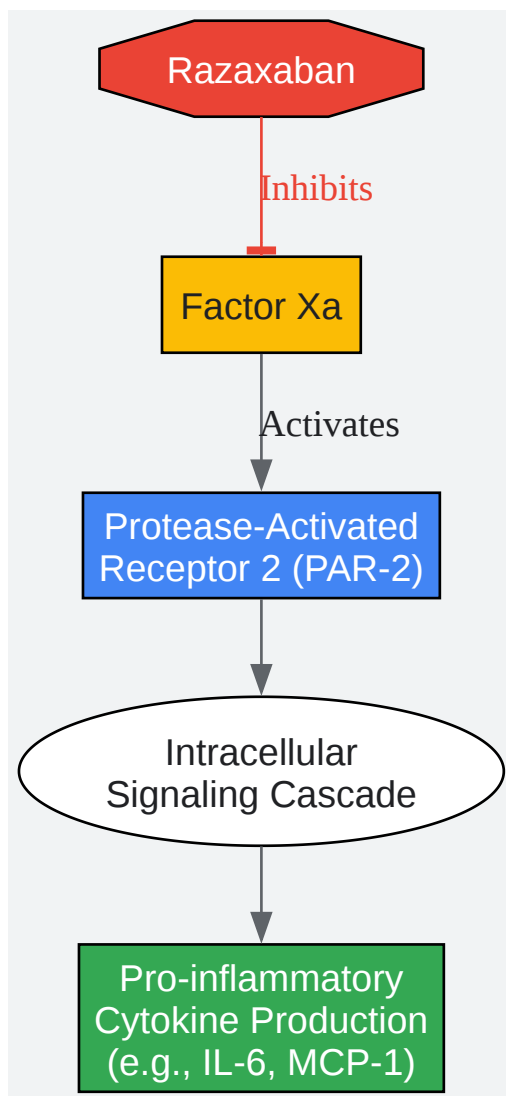 Razaxaban
Inhibits
Factor Xa
Activates
Protease-Activated
Receptor 2 (PAR-2)
Intracellular
Signaling Cascade
Pro-inflammatory
Cytokine Production
(e.g., IL-6, MCP-1)